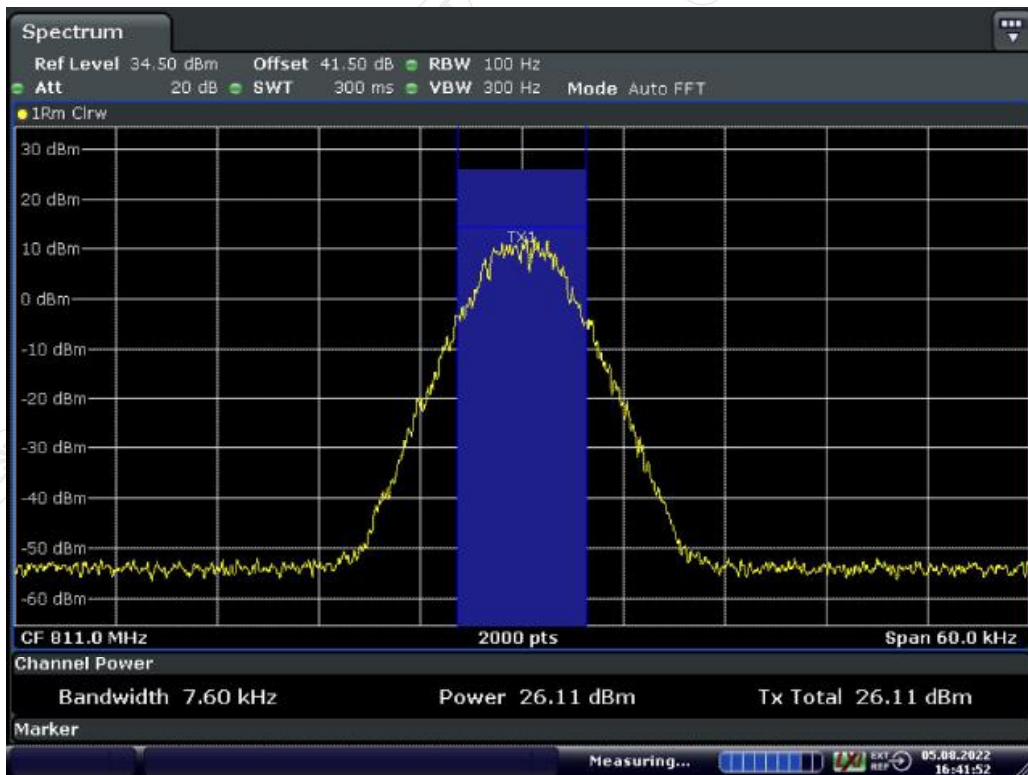 Spectrum
Ref Level 34.50 dBm Offset 41.50 dB RBW 100 Hz
Att 20 dB SWT 300 ms VBW 300 Hz Mode Auto FFT
1Rm Clrw
30 dBm
20 dBm
TX1
10 dBm
0 dBm
-10 dBm
-20 dBm
-30 dBm
-40 dBm
-50 dBm
-60 dBm
CF 811.0 MHz 2000 pts Span 60.0 kHz
Channel Power
Bandwidth 7.60 kHz Power 26.11 dBm Tx Total 26.11 dBm
Marker
Measuring... LXI EXT REF 05.08.2022
16:41:52